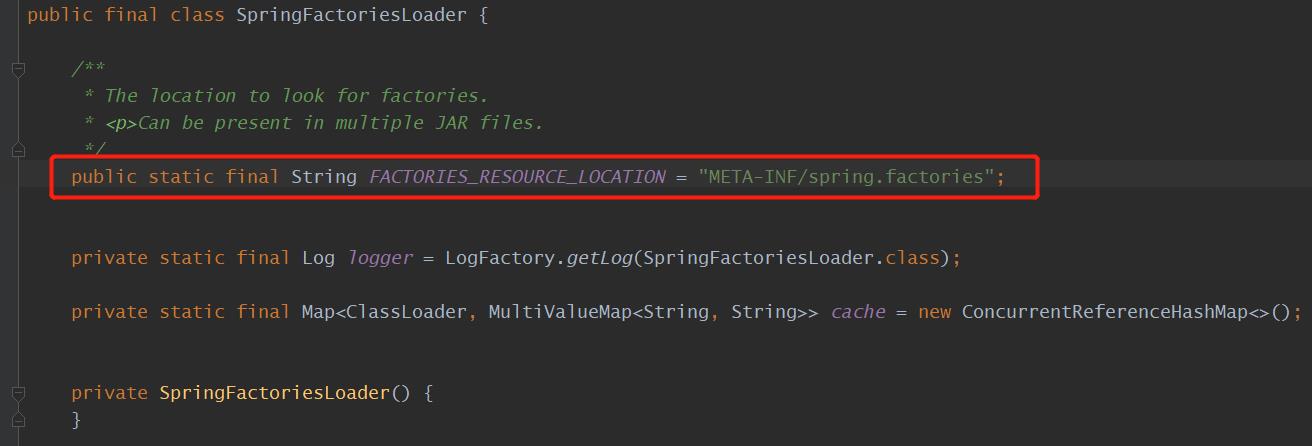 public final class SpringFactoriesLoader {
/**
* The location to look for factories.
* <p>Can be present in multiple JAR files.
*/
public static final String FACTORIES_RESOURCE_LOCATION = "META-INF/spring.factories";
private static final Log logger = LogFactory.getLog(SpringFactoriesLoader.class);
private static final Map<ClassLoader, MultiValueMap<String, String>> cache = new ConcurrentReferenceHashMap<>();
private SpringFactoriesLoader() {
}